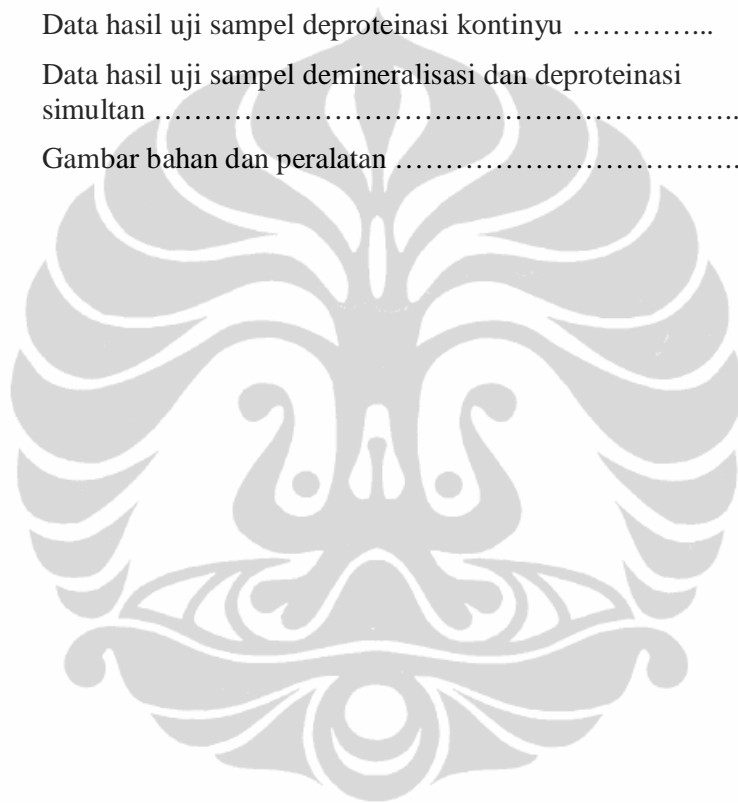 Data hasil uji sampel deproteinasi kontinyu …………...
Data hasil uji sampel demineralisasi dan deproteinasi
simultan …………………………………………………..
Gambar bahan dan peralatan ……………………………..